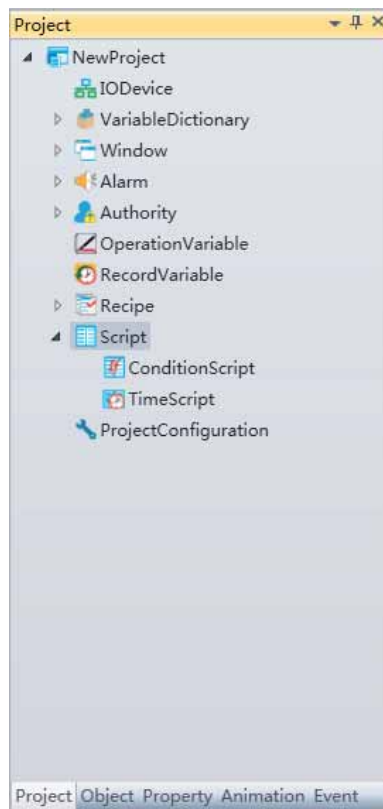 Project
NewProject
IODevice
VariableDictionary
Window
Alarm
Authority
OperationVariable
RecordVariable
Recipe
Script
ConditionScript
TimeScript
ProjectConfiguration
Project Object Property Animation Event